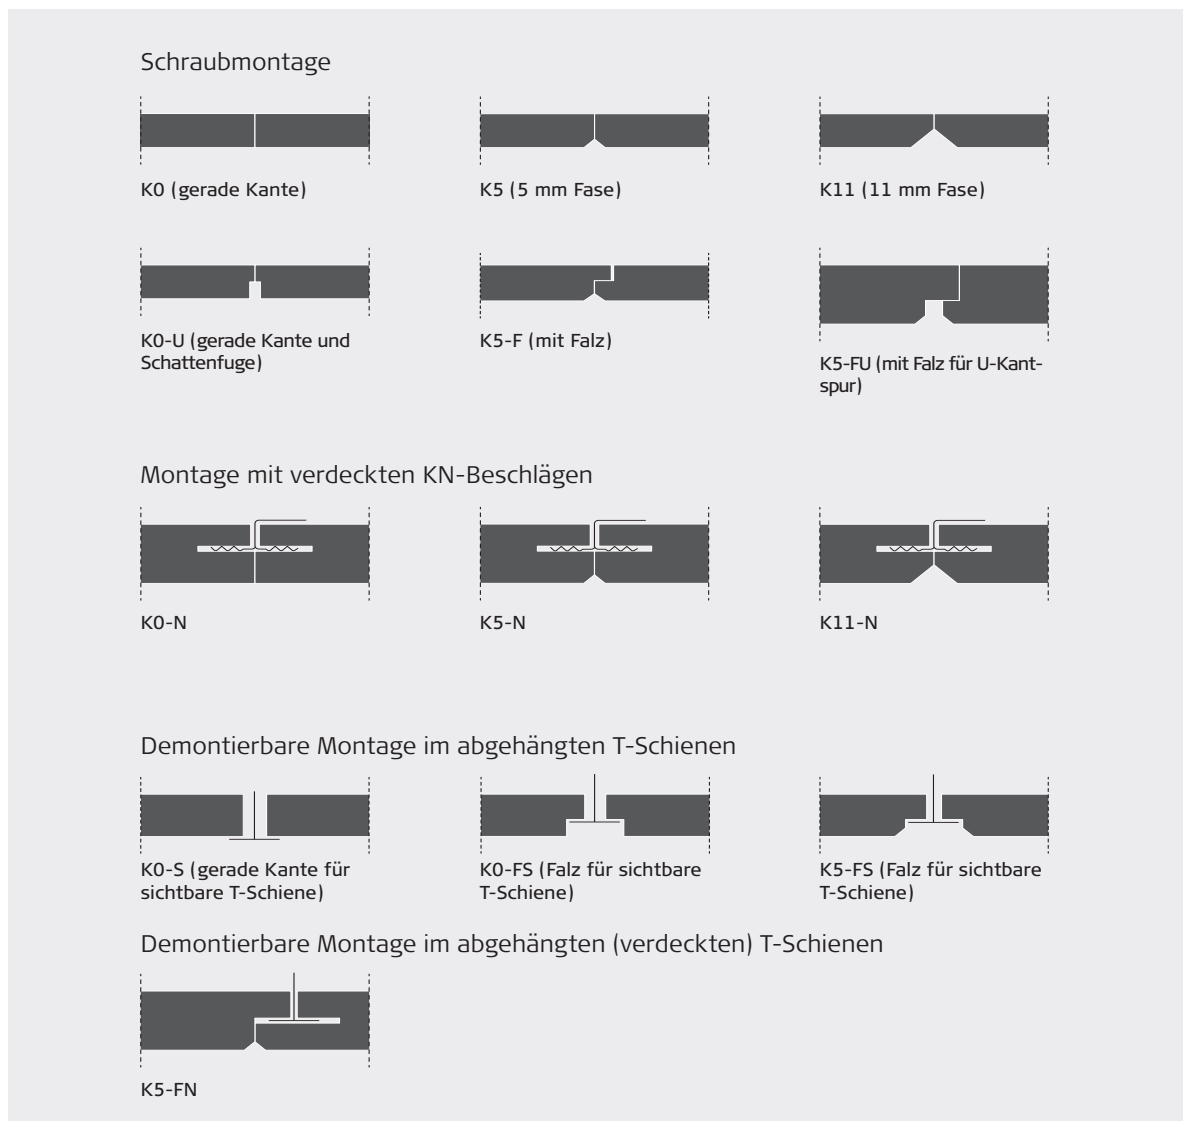 Schraubmontage
K0 (gerade Kante)
K5 (5 mm Fase)
K11 (11 mm Fase)
K0-U (gerade Kante und
Schattenfuge)
K5-F (mit Falz)
K5-FU (mit Falz für U-Kant-
spur)
Montage mit verdeckten KN-Beschlägen
K0-N
K5-N
K11-N
Demontierbare Montage im abgehängten T-Schienen
K0-S (gerade Kante für
sichtbare T-Schiene)
K0-FS (Falz für sichtbare
T-Schiene)
K5-FS (Falz für sichtbare
T-Schiene)
Demontierbare Montage im abgehängten (verdeckten) T-Schienen
K5-FN